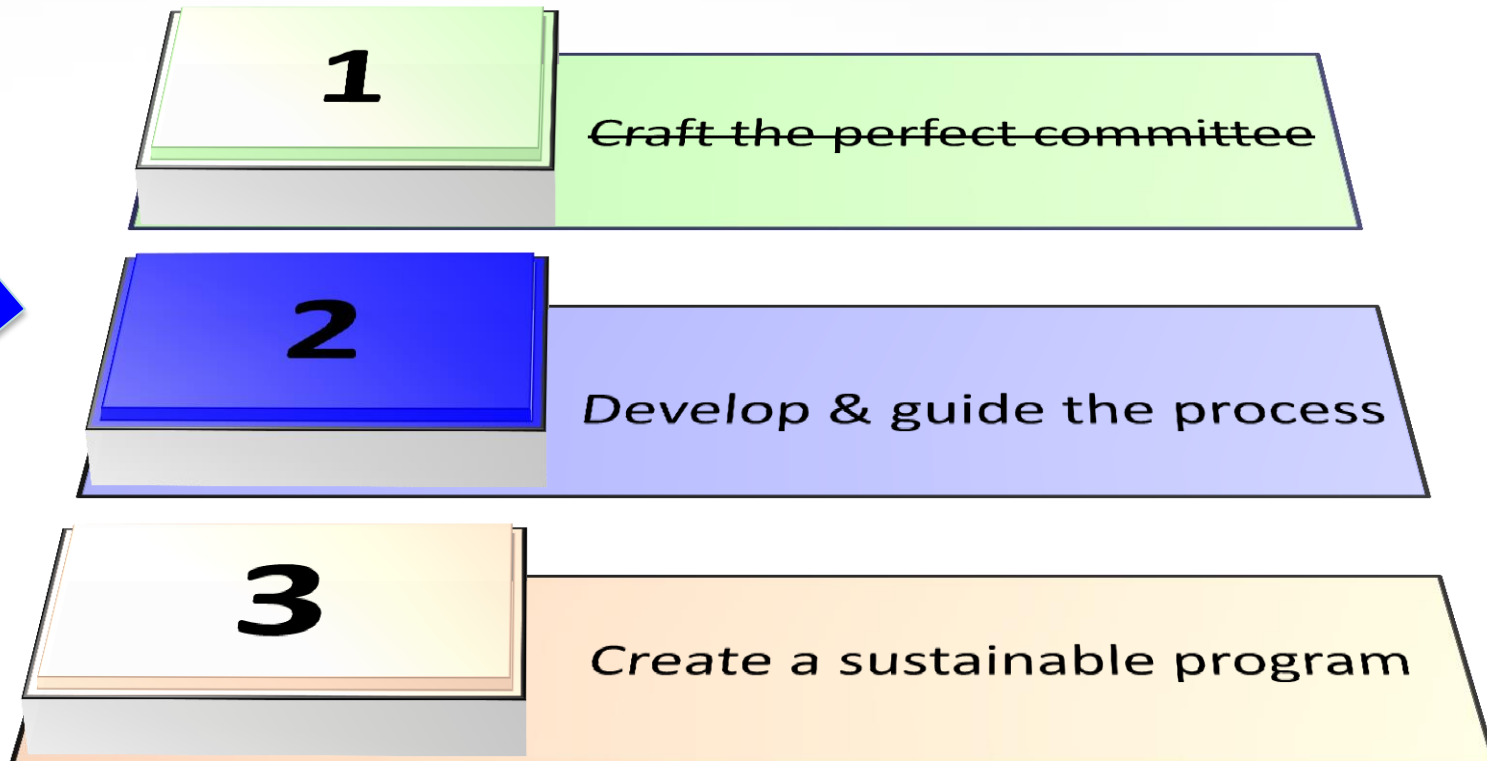 1
Craft the perfect committee
2
Develop & guide the process
3
Create a sustainable program